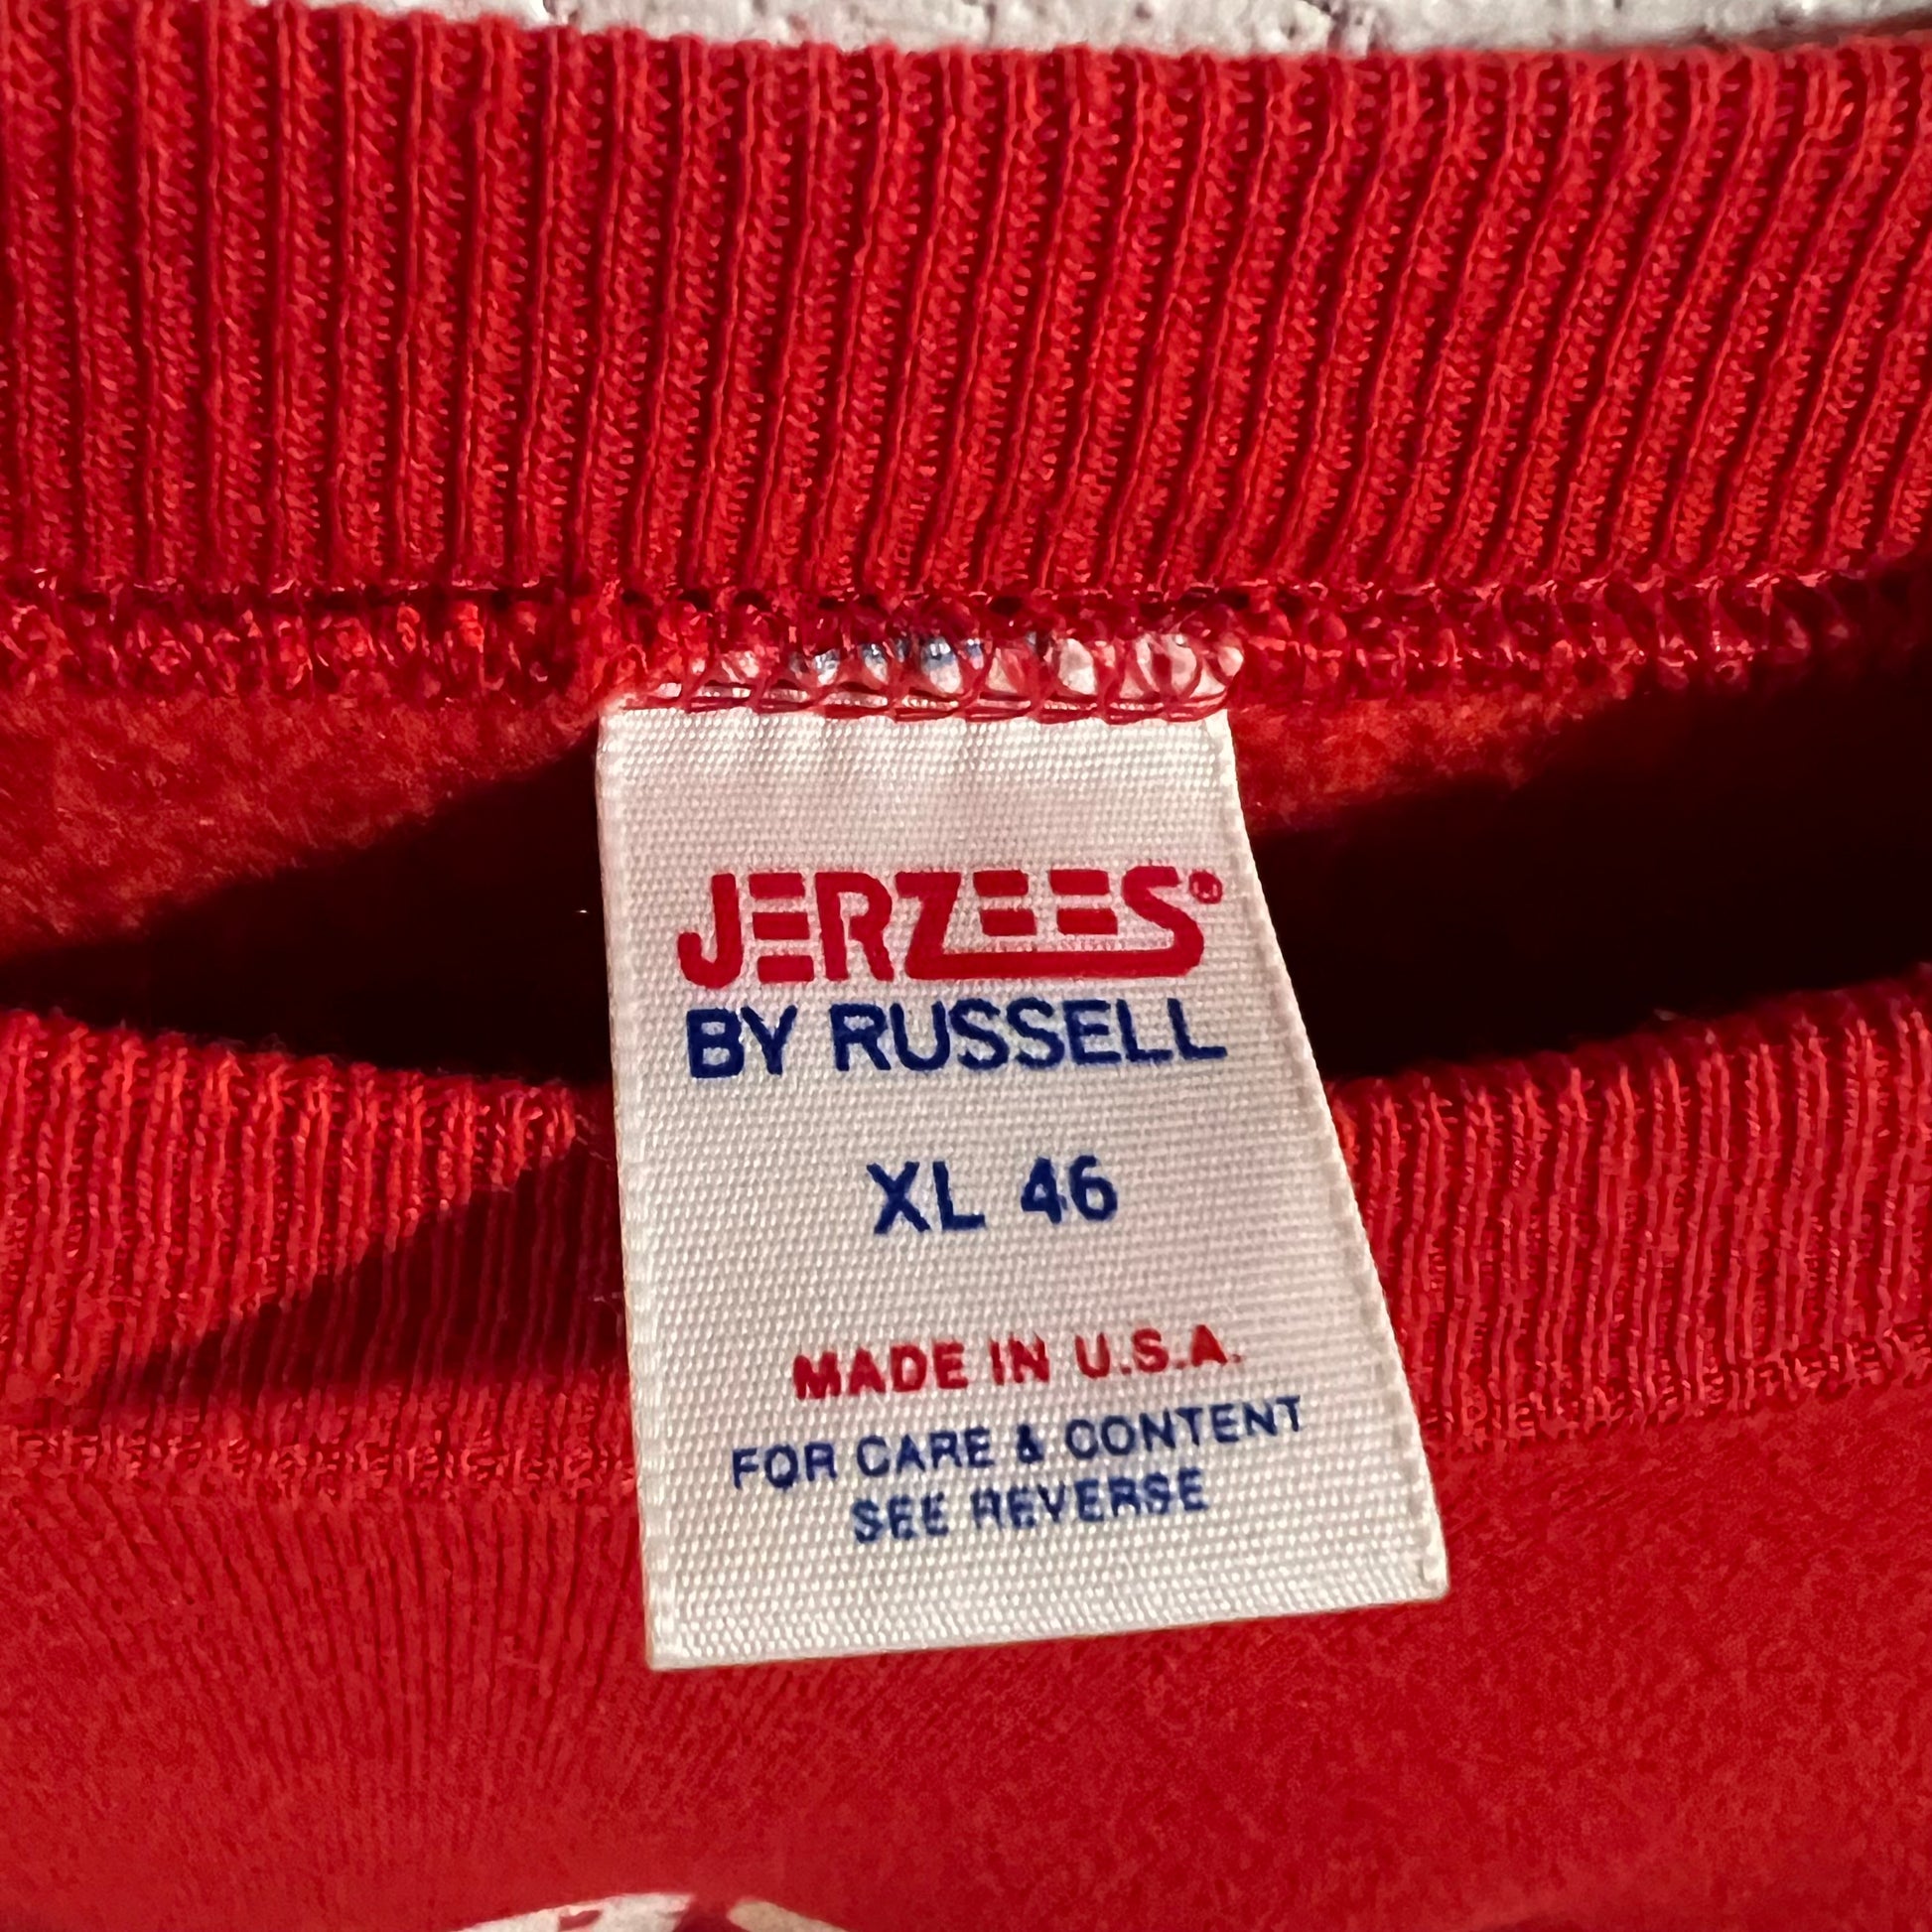 JERZEES®
BY RUSSELL
XL 46
MADE IN U.S.A.
FOR CARE & CONTENT
SEE REVERSE